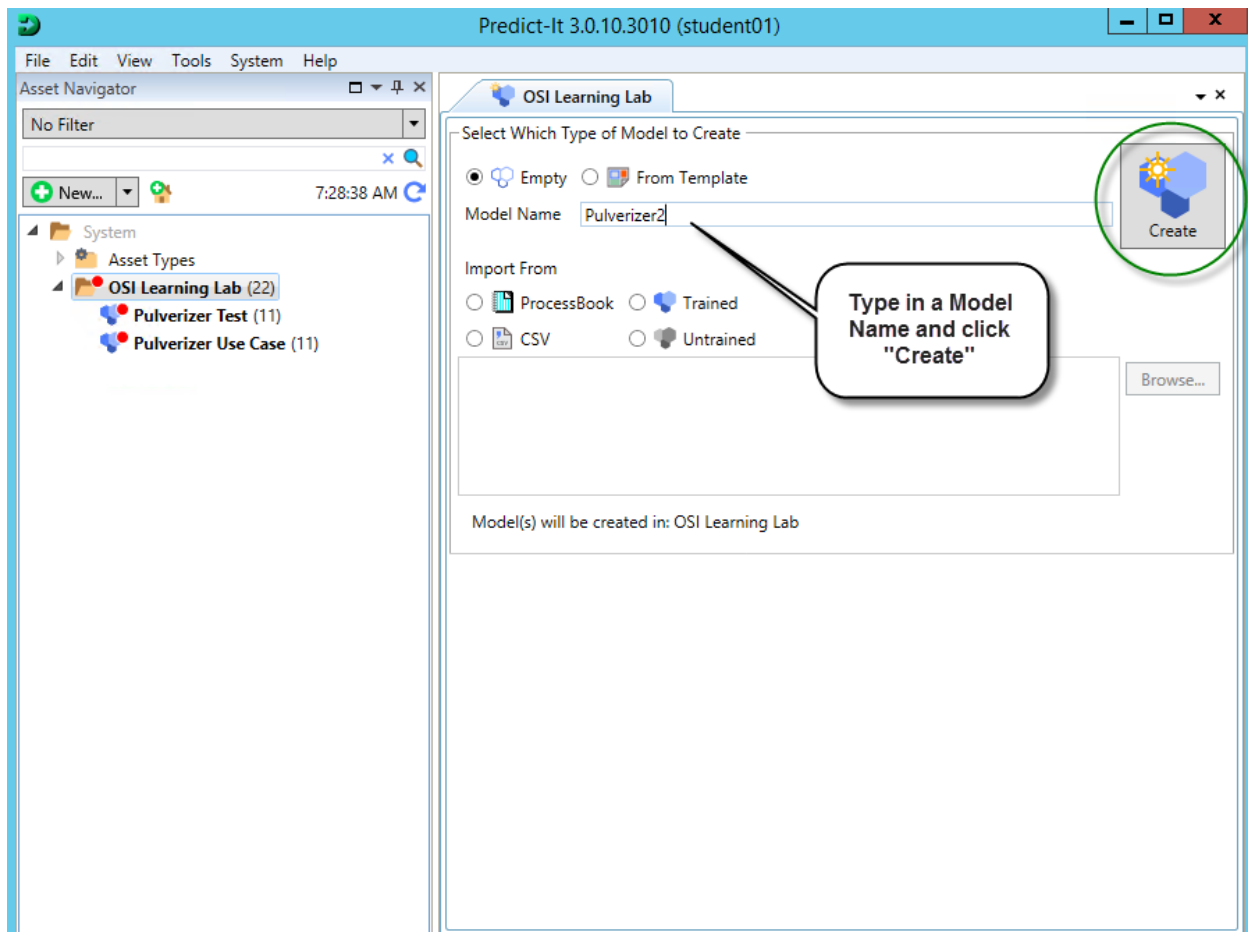 Predict-It 3.0.10.3010 (student01)
File Edit View Tools System Help
Asset Navigator
No Filter
New...
7:28:38 AM
System
Asset Types
OSI Learning Lab (22)
Pulverizer Test (11)
Pulverizer Use Case (11)
OSI Learning Lab
Select Which Type of Model to Create
Empty From Template
Model Name Pulverizer2
Create
Import From
ProcessBook Trained
CSV Untrained
Type in a Model
Name and click
"Create"
Browse...
Model(s) will be created in: OSI Learning Lab